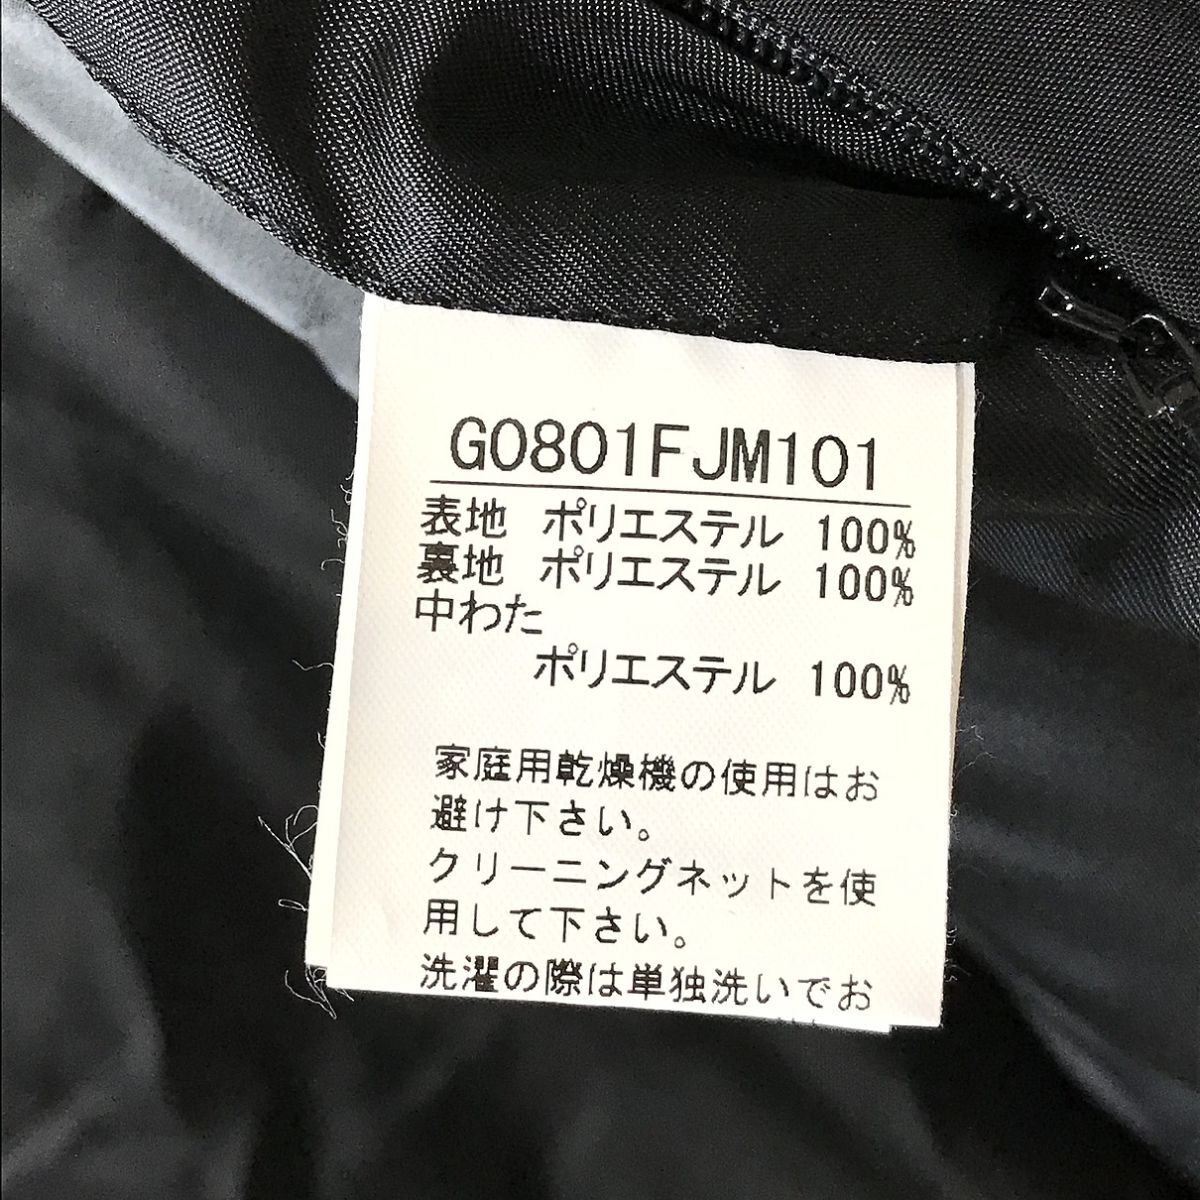 G0801FJM101
表地 ポリエステル 100%
裏地 ポリエステル 100%
中わた
ポリエステル 100%
家庭用乾燥機の使用はお
避け下さい。
クリーニングネットを使
用して下さい。
洗濯の際は単独洗いでお